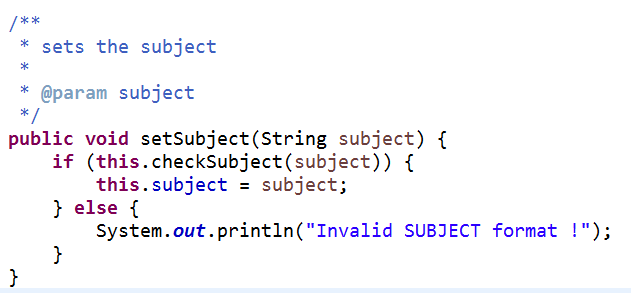 /**
 * sets the subject
 *
 * @param subject
 */
public void setSubject(String subject) {
    if (this.checkSubject(subject)) {
        this.subject = subject;
    } else {
        System.out.println("Invalid SUBJECT format !");
    }
}